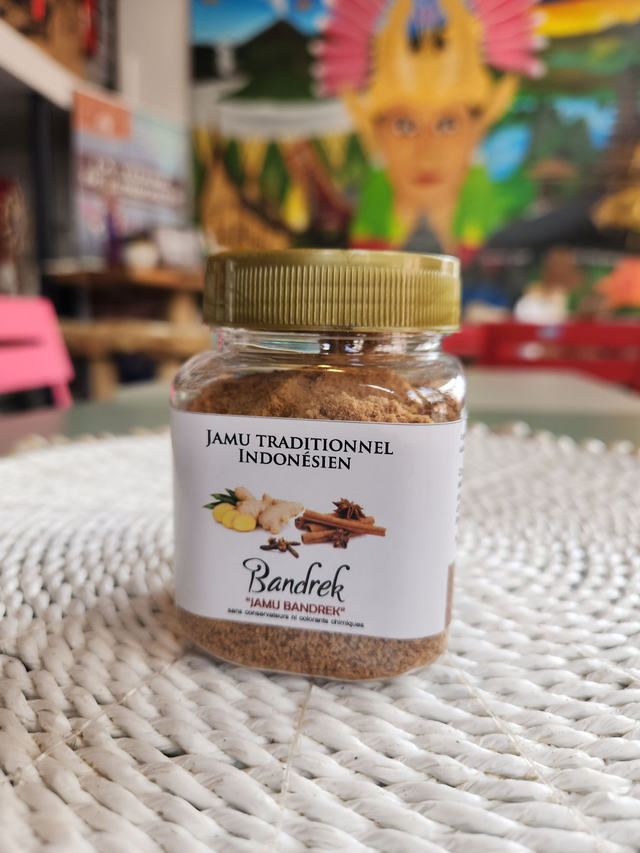 JAMU TRADITIONNEL
INDONÉSIEN
Bandrek
"JAMU BANDREK"
sans conservateurs ni colorants chimiques